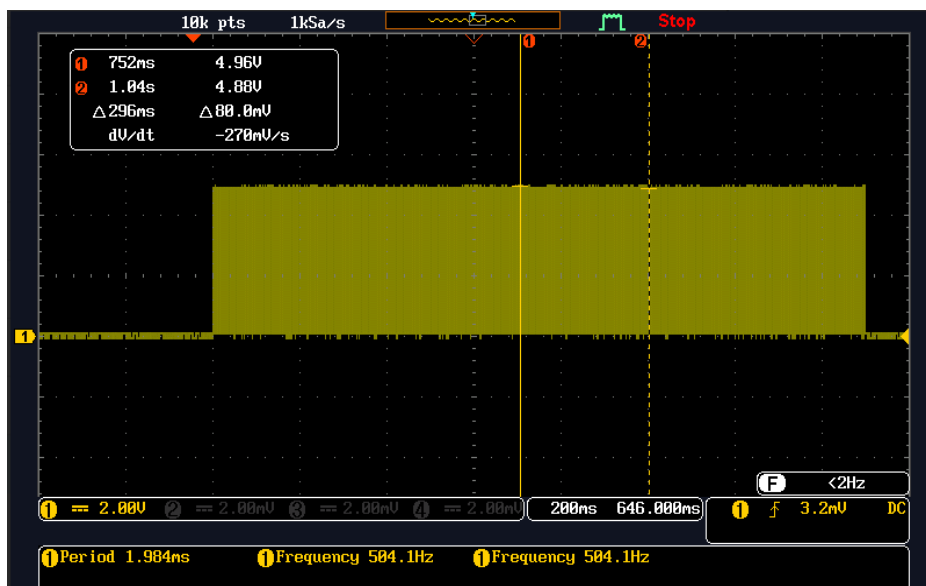 10k pts 1kSa/s Stop
1 2
1 752ms 4.96V
2 1.04s 4.88V
△296ms △80.0mV
dV/dt -270mV/s
1
F <2Hz
1 2.00V 2 2.00mV 3 2.00mV 4 2.00mV 200ms 646.000ms 1 3.2mV DC
1 Period 1.984ms 1 Frequency 504.1Hz 1 Frequency 504.1Hz